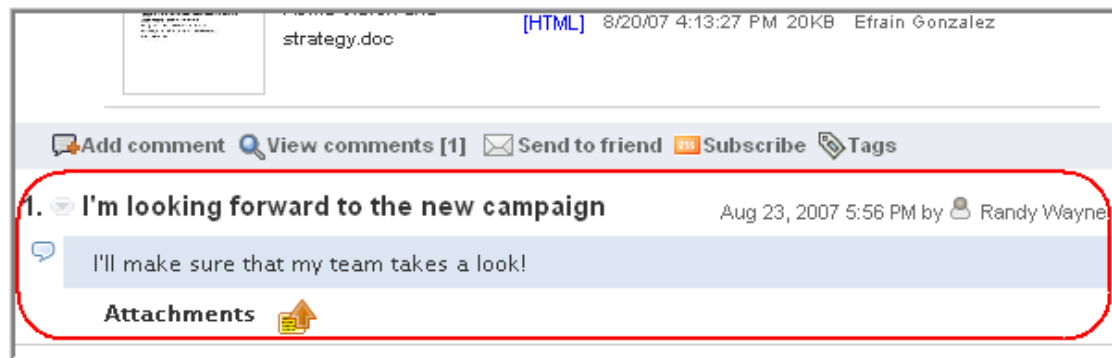 strategy.doc
[HTML] 8/20/07 4:13:27 PM 20KB Efrain Gonzalez
Add comment View comments [1] Send to friend RSS Subscribe Tags
1. I'm looking forward to the new campaign Aug 23, 2007 5:56 PM by Randy Wayne
I'll make sure that my team takes a look!
Attachments